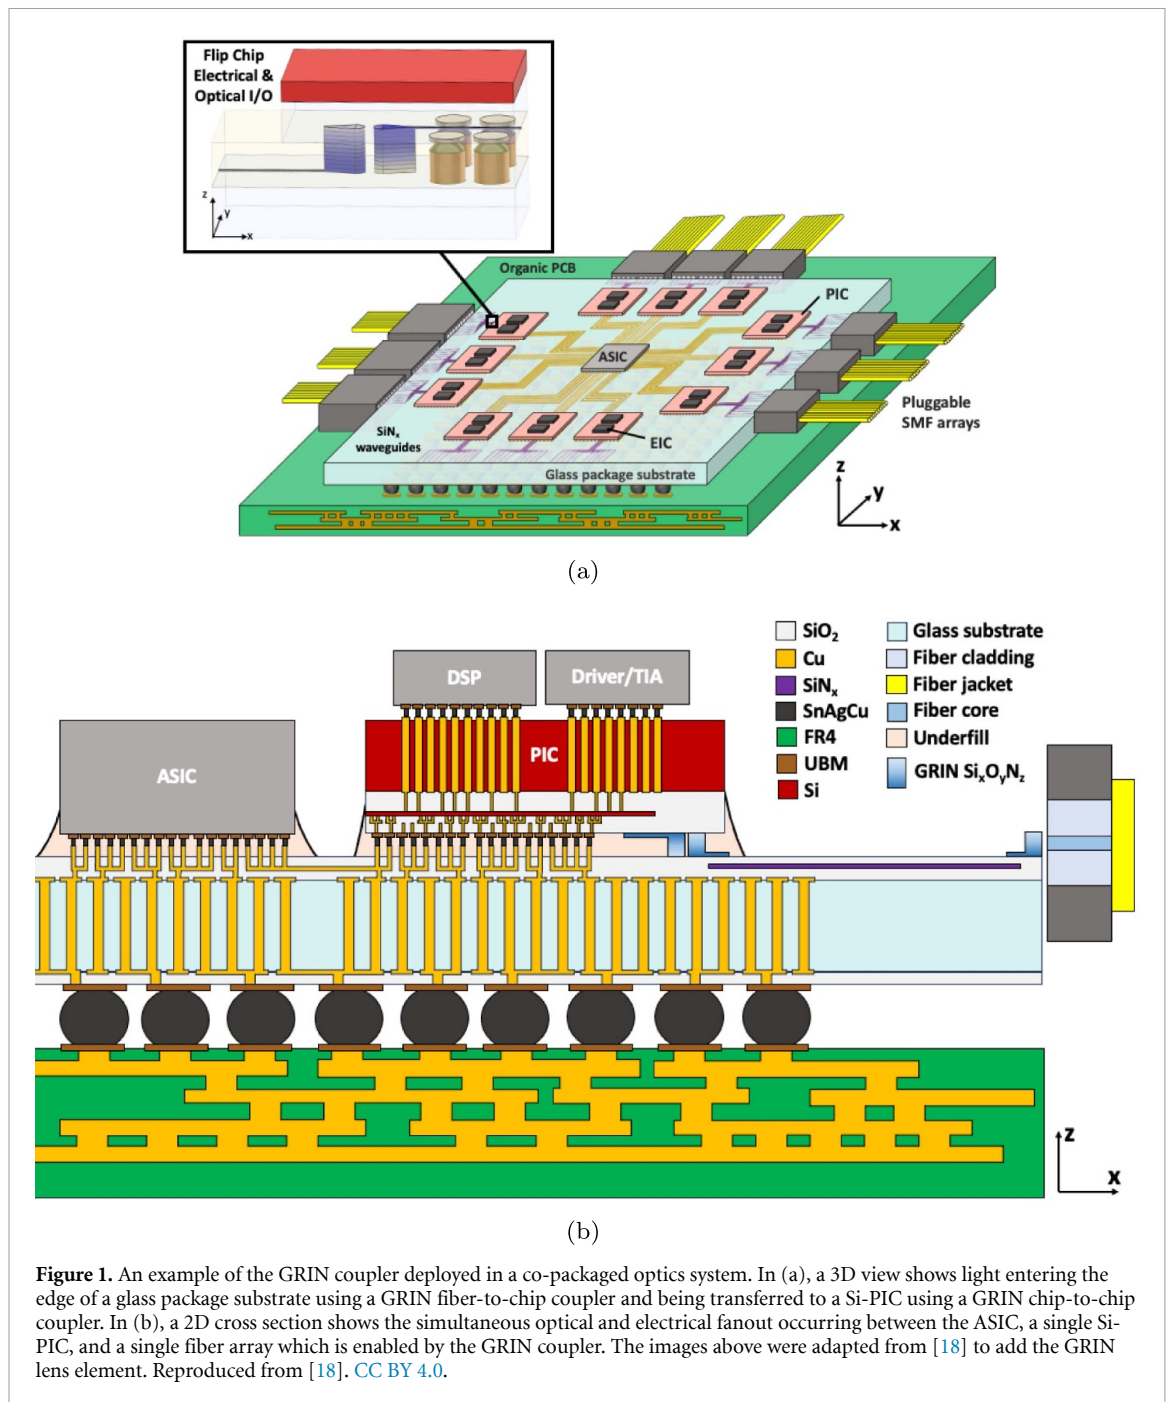 Flip Chip
Electrical &
Optical I/O
z
y
x
Organic PCB
PIC
ASIC
Pluggable
SMF arrays
SiNx
waveguides
EIC
Glass package substrate
z
y
x
(a)
SiO2
Glass substrate
Cu
Fiber cladding
SiNx
Fiber jacket
SnAgCu
Fiber core
FR4
Underfill
UBM
GRIN SixOyNz
Si
DSP
Driver/TIA
ASIC
PIC
z
x
(b)
Figure 1. An example of the GRIN coupler deployed in a co-packaged optics system. In (a), a 3D view shows light entering the
edge of a glass package substrate using a GRIN fiber-to-chip coupler and being transferred to a Si-PIC using a GRIN chip-to-chip
coupler. In (b), a 2D cross section shows the simultaneous optical and electrical fanout occurring between the ASIC, a single Si-
PIC, and a single fiber array which is enabled by the GRIN coupler. The images above were adapted from [18] to add the GRIN
lens element. Reproduced from [18]. CC BY 4.0.